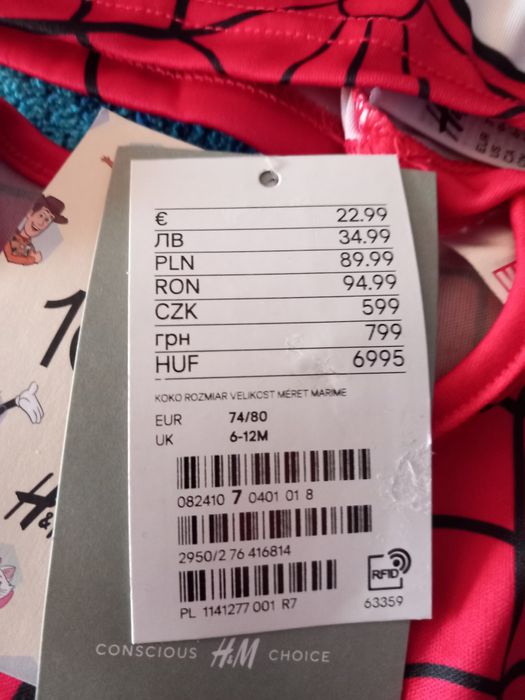 € 22.99
ЛВ 34.99
PLN 89.99
RON 94.99
CZK 599
грн 799
HUF 6995
KOKO ROZMIAR VELIKOST MÉRET MARIME
EUR 74/80
UK 6-12M
082410 7 0401 01 8
2950/2 76 416814
RFID
PL 1141277 001 R7 63359
CONSCIOUS H&M CHOICE
H&M